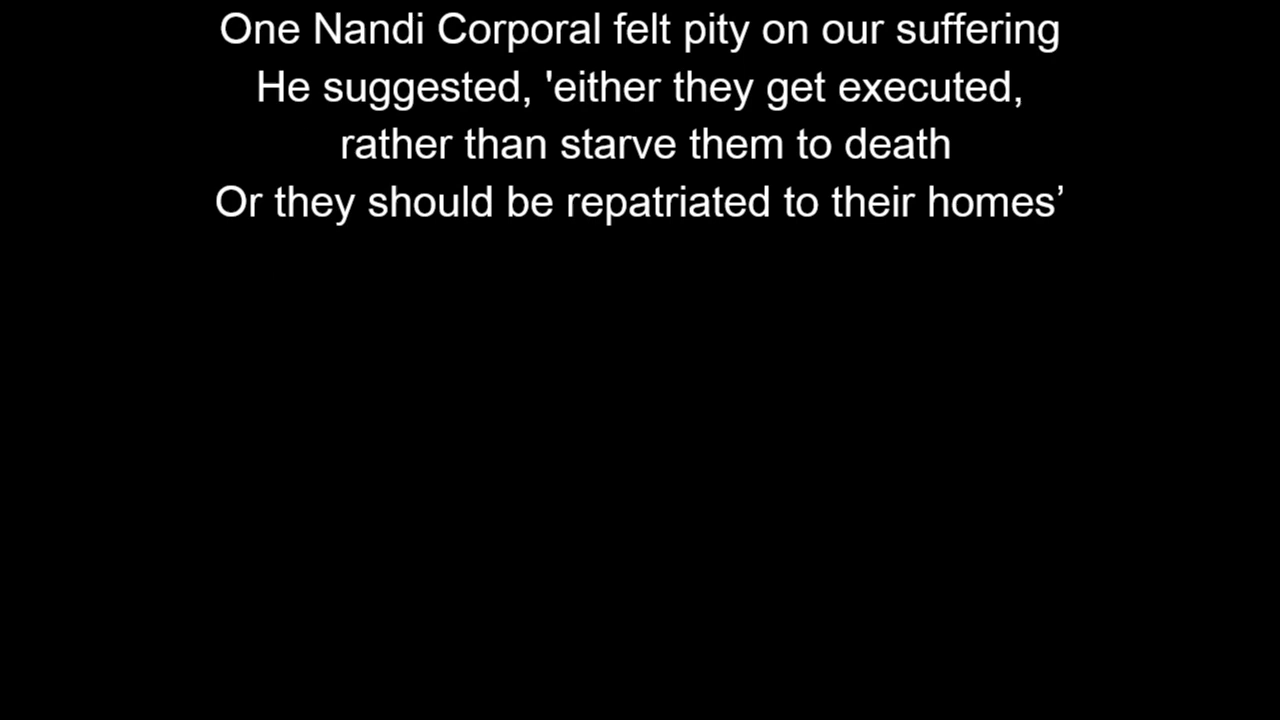 One Nandi Corporal felt pity on our suffering
He suggested, 'either they get executed,
rather than starve them to death
Or they should be repatriated to their homes’